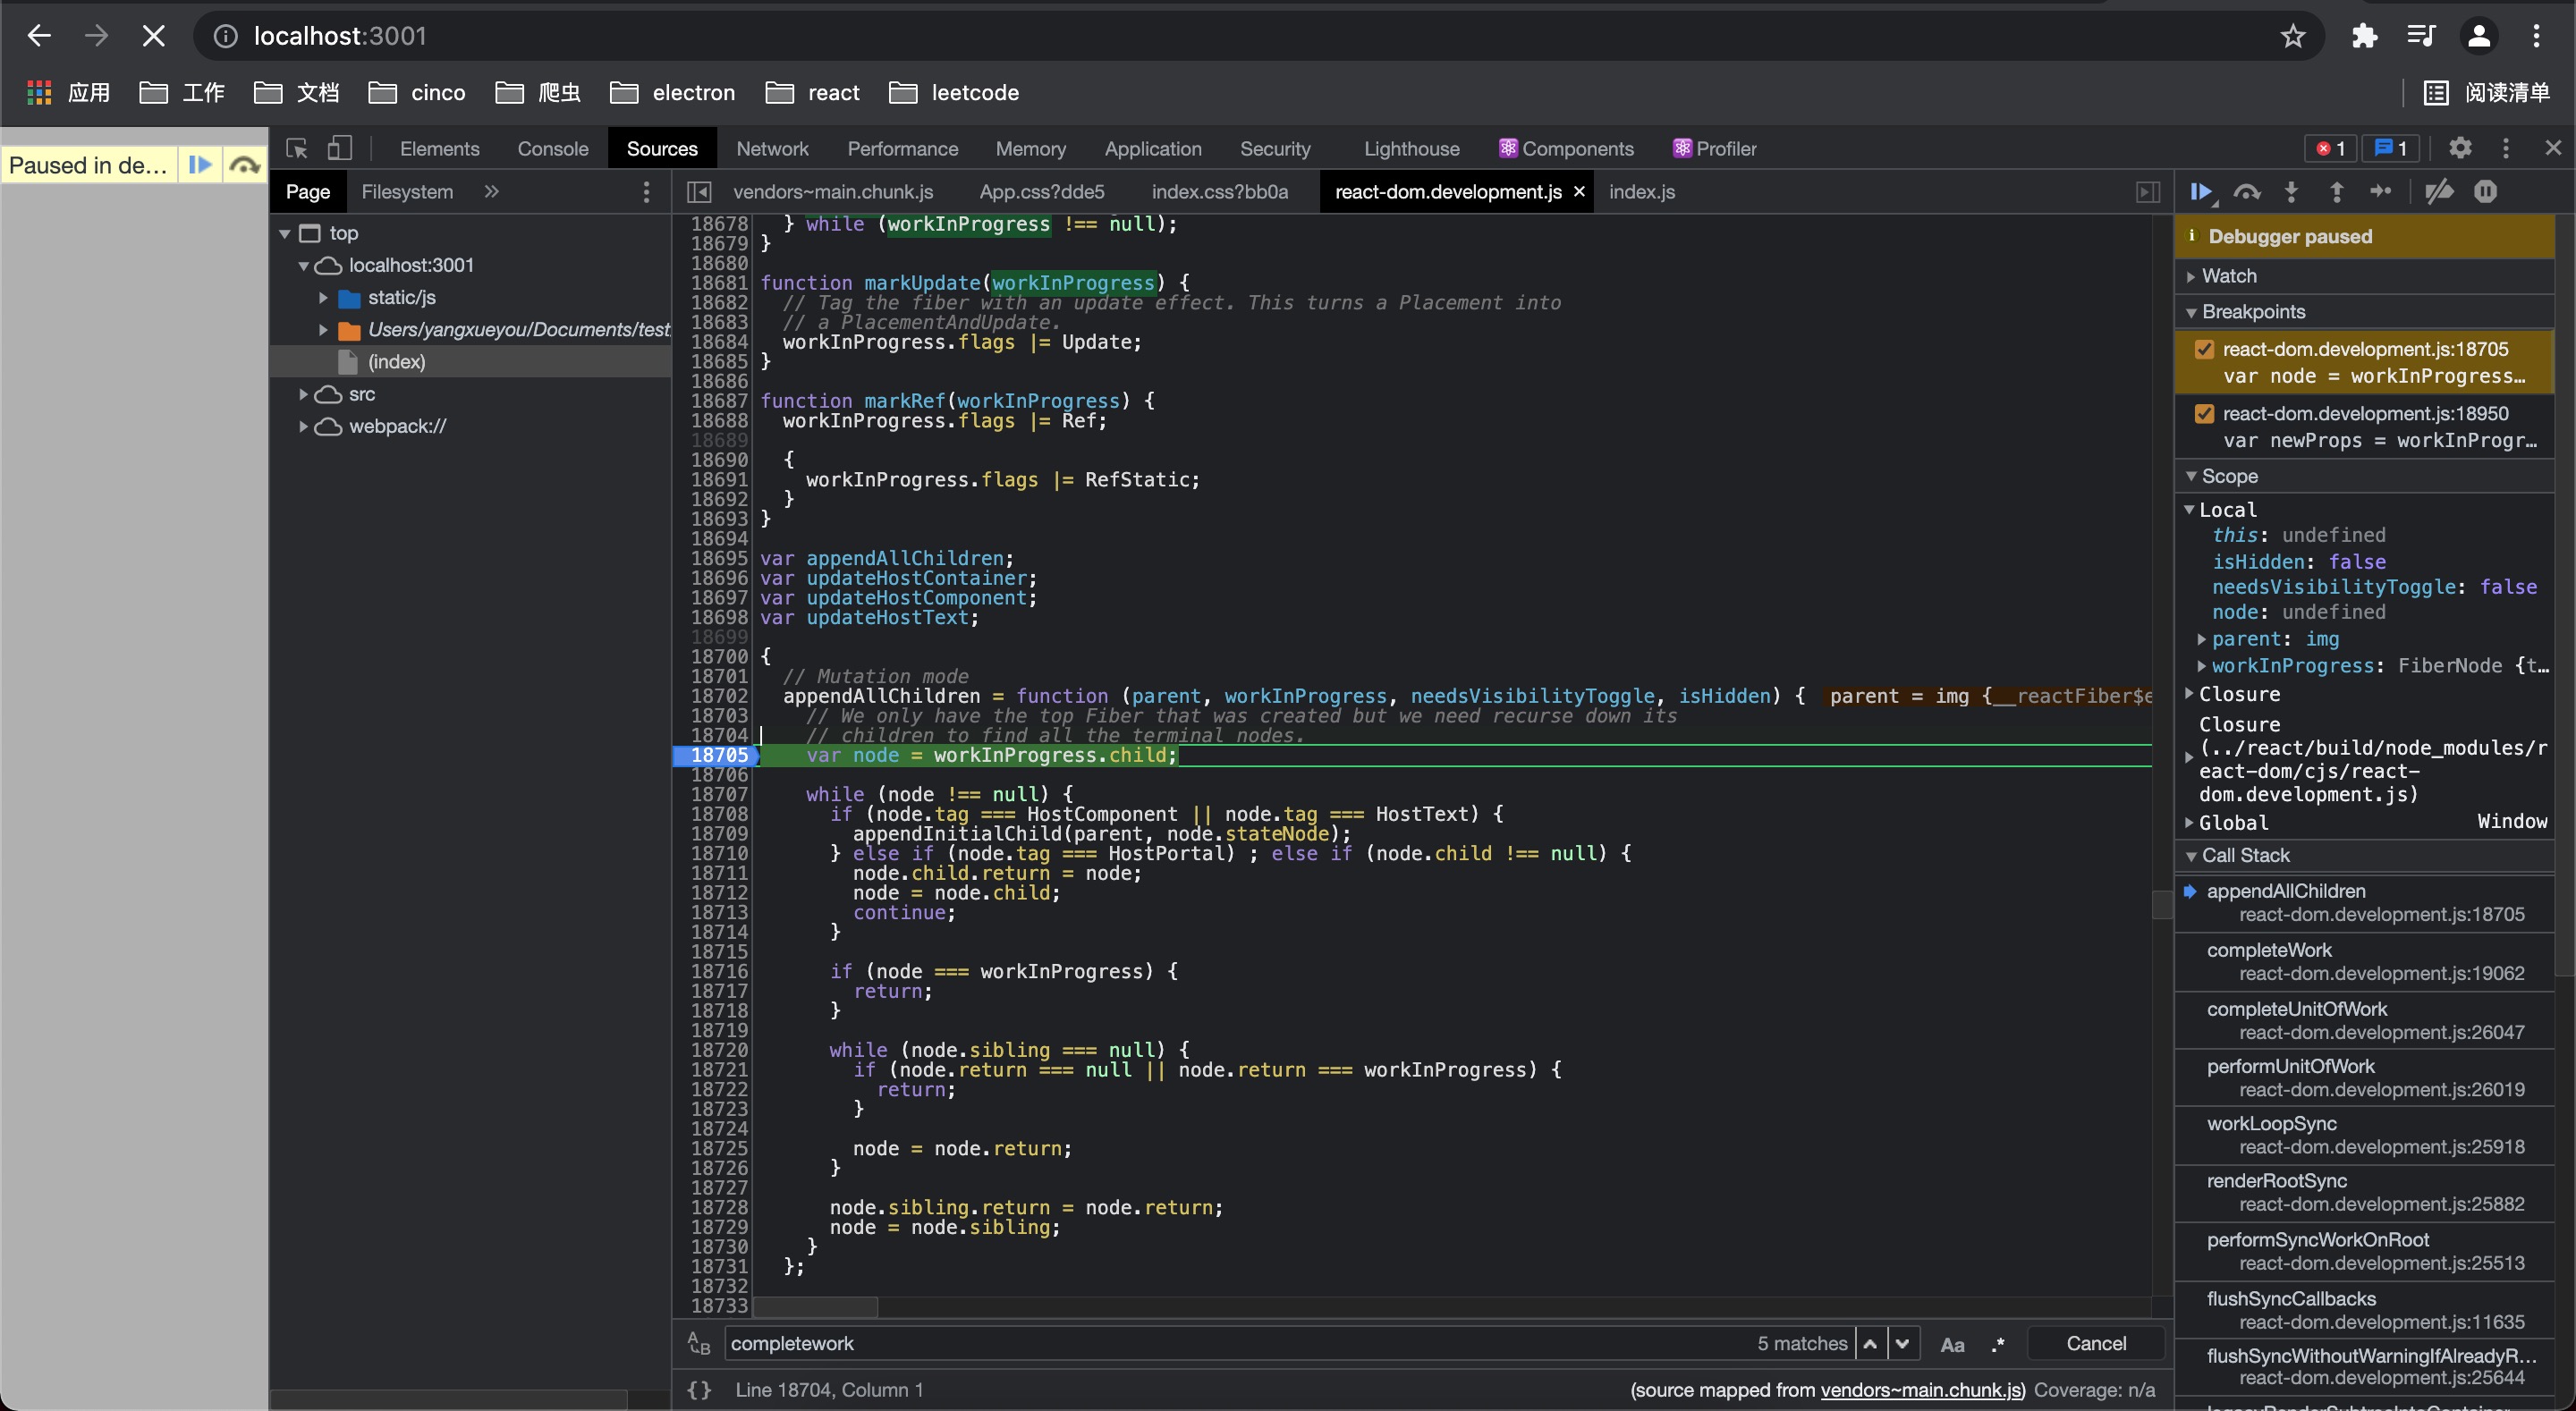 localhost:3001
应用 工作 文档 cinco 爬虫 electron react leetcode 阅读清单
Paused in de...
Elements Console Sources Network Performance Memory Application Security Lighthouse Components Profiler 1 1
Page Filesystem »
vendors~main.chunk.js App.css?dde5 index.css?bb0a react-dom.development.js × index.js
top
localhost:3001
static/js
Users/yangxueyou/Documents/test
(index)
src
webpack://
18678 } while (workInProgress !== null);
18679 }
18680
18681 function markUpdate(workInProgress) {
18682 // Tag the fiber with an update effect. This turns a Placement into
18683 // a PlacementAndUpdate.
18684 workInProgress.flags |= Update;
18685 }
18686
18687 function markRef(workInProgress) {
18688 workInProgress.flags |= Ref;
18689
18690 {
18691 workInProgress.flags |= RefStatic;
18692 }
18693 }
18694
18695 var appendAllChildren;
18696 var updateHostContainer;
18697 var updateHostComponent;
18698 var updateHostText;
18699
18700 {
18701 // Mutation mode
18702 appendAllChildren = function (parent, workInProgress, needsVisibilityToggle, isHidden) { parent = img {__reactFiber$e
18703 // We only have the top Fiber that was created but we need recurse down its
18704 // children to find all the terminal nodes.
18705 var node = workInProgress.child;
18706
18707 while (node !== null) {
18708 if (node.tag === HostComponent || node.tag === HostText) {
18709 appendInitialChild(parent, node.stateNode);
18710 } else if (node.tag === HostPortal) ; else if (node.child !== null) {
18711 node.child.return = node;
18712 node = node.child;
18713 continue;
18714 }
18715
18716 if (node === workInProgress) {
18717 return;
18718 }
18719
18720 while (node.sibling === null) {
18721 if (node.return === null || node.return === workInProgress) {
18722 return;
18723 }
18724
18725 node = node.return;
18726 }
18727
18728 node.sibling.return = node.return;
18729 node = node.sibling;
18730 }
18731 };
18732
18733
completework 5 matches Aa .* Cancel
{} Line 18704, Column 1 (source mapped from vendors~main.chunk.js) Coverage: n/a
Debugger paused
Watch
Breakpoints
react-dom.development.js:18705
var node = workInProgress…
react-dom.development.js:18950
var newProps = workInProgr…
Scope
Local
this: undefined
isHidden: false
needsVisibilityToggle: false
node: undefined
parent: img
workInProgress: FiberNode {t…
Closure
Closure
(../react/build/node_modules/r
eact-dom/cjs/react-
dom.development.js)
Global Window
Call Stack
appendAllChildren
react-dom.development.js:18705
completeWork
react-dom.development.js:19062
completeUnitOfWork
react-dom.development.js:26047
performUnitOfWork
react-dom.development.js:26019
workLoopSync
react-dom.development.js:25918
renderRootSync
react-dom.development.js:25882
performSyncWorkOnRoot
react-dom.development.js:25513
flushSyncCallbacks
react-dom.development.js:11635
flushSyncWithoutWarningIfAlreadyR…
react-dom.development.js:25644